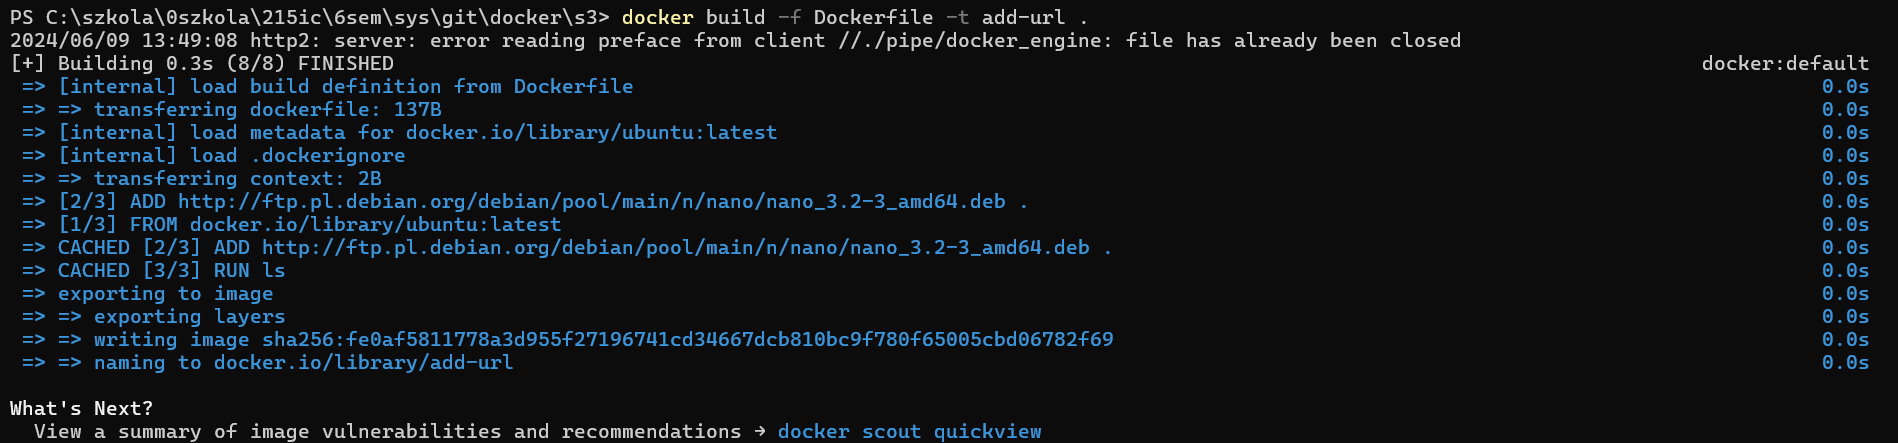 PS C:\szkola\0szkola\215ic\6sem\sys\git\docker\s3> docker build -f Dockerfile -t add-url .
2024/06/09 13:49:08 http2: server: error reading preface from client //./pipe/docker_engine: file has already been closed
[+] Building 0.3s (8/8) FINISHED docker:default
=> [internal] load build definition from Dockerfile 0.0s
=> => transferring dockerfile: 137B 0.0s
=> [internal] load metadata for docker.io/library/ubuntu:latest 0.0s
=> [internal] load .dockerignore 0.0s
=> => transferring context: 2B 0.0s
=> [2/3] ADD http://ftp.pl.debian.org/debian/pool/main/n/nano/nano_3.2-3_amd64.deb . 0.0s
=> [1/3] FROM docker.io/library/ubuntu:latest 0.0s
=> CACHED [2/3] ADD http://ftp.pl.debian.org/debian/pool/main/n/nano/nano_3.2-3_amd64.deb . 0.0s
=> CACHED [3/3] RUN ls 0.0s
=> exporting to image 0.0s
=> => exporting layers 0.0s
=> => writing image sha256:fe0af5811778a3d955f27196741cd34667dcb810bc9f780f65005cbd06782f69 0.0s
=> => naming to docker.io/library/add-url 0.0s
What's Next?
View a summary of image vulnerabilities and recommendations → docker scout quickview